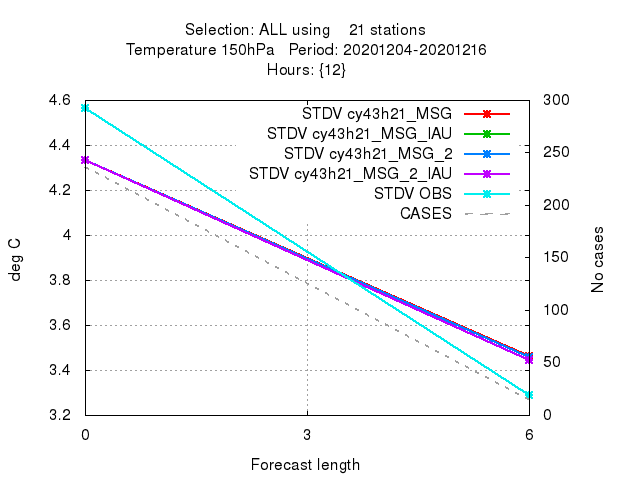 Selection: ALL using    21 stations
Temperature 150hPa   Period: 20201204-20201216
Hours: {12}
4.6
4.4
4.2
4
3.8
3.6
3.4
3.2
deg C
STDV cy43h21_MSG
STDV cy43h21_MSG_IAU
STDV cy43h21_MSG_2
STDV cy43h21_MSG_2_IAU
STDV OBS
CASES
300
250
200
150
100
50
0
No cases
0 3 6
Forecast length